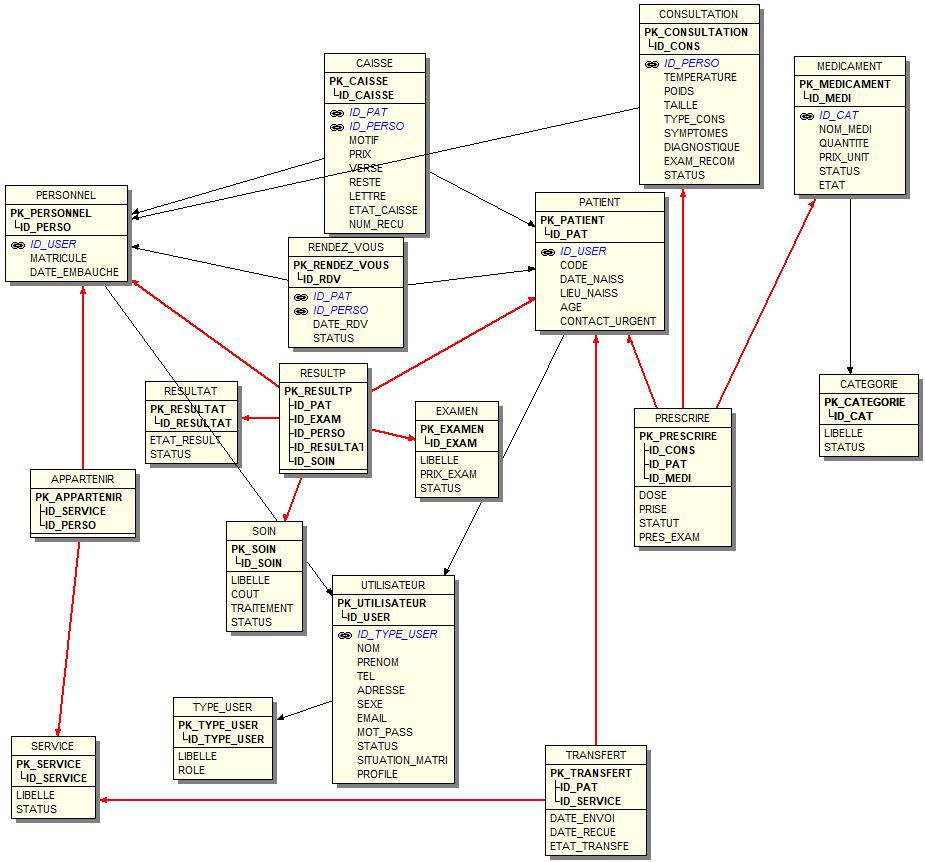 CONSULTATION
PK_CONSULTATION
ID_CONS
ID_PERSO
TEMPERATURE
POIDS
TAILLE
TYPE_CONS
SYMPTOMES
DIAGNOSTIQUE
EXAM_RECOM
STATUS
CAISSE
PK_CAISSE
ID_CAISSE
ID_PAT
ID_PERSO
MOTIF
PRIX
VERSE
RESTE
LETTRE
ETAT_CAISSE
NUM_RECU
MEDICAMENT
PK_MEDICAMENT
ID_MEDI
ID_CAT
NOM_MEDI
QUANTITE
PRIX_UNIT
STATUS
ETAT
PERSONNEL
PK_PERSONNEL
ID_PERSO
ID_USER
MATRICULE
DATE_EMBAUCHE
PATIENT
PK_PATIENT
ID_PAT
ID_USER
CODE
DATE_NAISS
LIEU_NAISS
AGE
CONTACT_URGENT
RENDEZ_VOUS
PK_RENDEZ_VOUS
ID_RDV
ID_PAT
ID_PERSO
DATE_RDV
STATUS
RESULTP
PK_RESULTP
ID_PAT
ID_EXAM
ID_PERSO
ID_RESULTAT
ID_SOIN
RESULTAT
PK_RESULTAT
ID_RESULTAT
ETAT_RESULT
STATUS
EXAMEN
PK_EXAMEN
ID_EXAM
LIBELLE
PRIX_EXAM
STATUS
CATEGORIE
PK_CATEGORIE
ID_CAT
LIBELLE
STATUS
PRESCRIRE
PK_PRESCRIRE
ID_CONS
ID_PAT
ID_MEDI
DOSE
PRISE
STATUT
PRES_EXAM
APPARTENIR
PK_APPARTENIR
ID_SERVICE
ID_PERSO
SOIN
PK_SOIN
ID_SOIN
LIBELLE
COUT
TRAITEMENT
STATUS
UTILISATEUR
PK_UTILISATEUR
ID_USER
ID_TYPE_USER
NOM
PRENOM
TEL
ADRESSE
SEXE
EMAIL
MOT_PASS
STATUS
SITUATION_MATRI
PROFILE
TYPE_USER
PK_TYPE_USER
ID_TYPE_USER
LIBELLE
ROLE
SERVICE
PK_SERVICE
ID_SERVICE
LIBELLE
STATUS
TRANSFERT
PK_TRANSFERT
ID_PAT
ID_SERVICE
DATE_ENVOI
DATE_RECUE
ETAT_TRANSFE